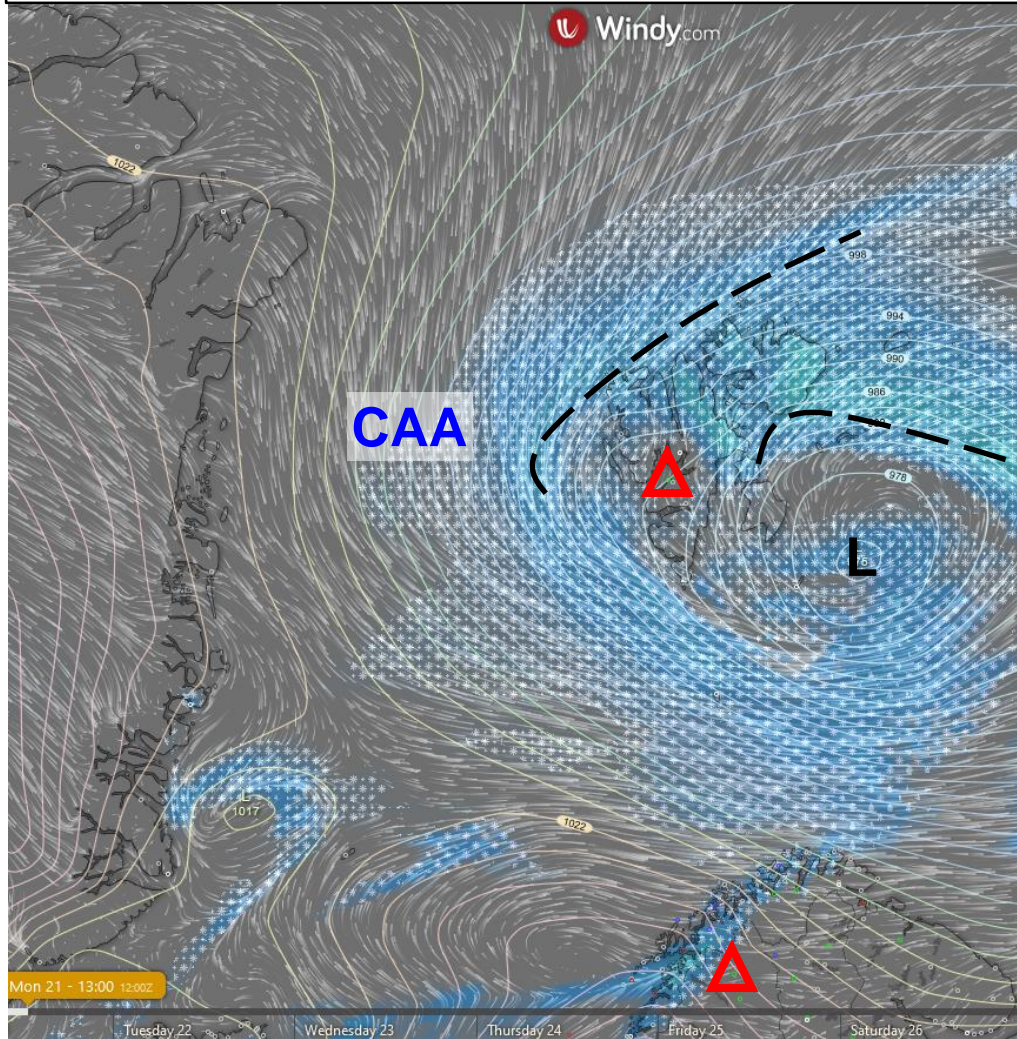 Windy.com
1022
998
994
990
986
CAA
978
L
L
1017
1022
Mon 21 - 13:00 12:00Z
Tuesday 22
Wednesday 23
Thursday 24
Friday 25
Saturday 26